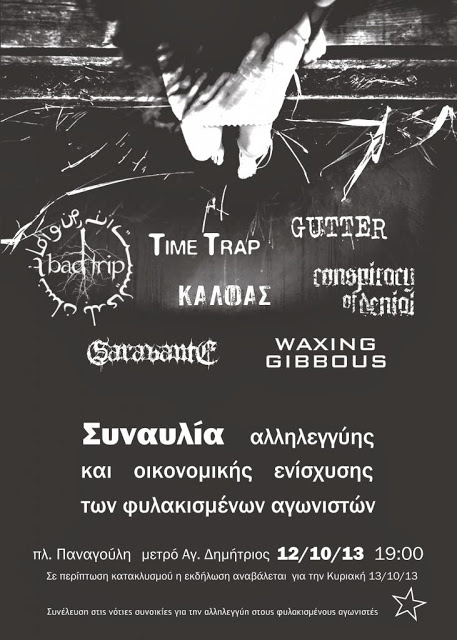 GUTTER
TIME TRAP
bad trip
conspiracy
of denial
ΚΑΛΦΑΣ
Saravante
WAXING
GIBBOUS
Συναυλία αλληλεγγύης
και οικονομικής ενίσχυσης
των φυλακισμένων αγωνιστών
πλ. Παναγούλη μετρό Αγ. Δημήτριος 12/10/13 19:00
Σε περίπτωση κατακλυσμού η εκδήλωση αναβάλεται για την Κυριακή 13/10/13
Συνέλευση στις νότιες συνοικίες για την αλληλεγγύη στους φυλακισμένους αγωνιστές